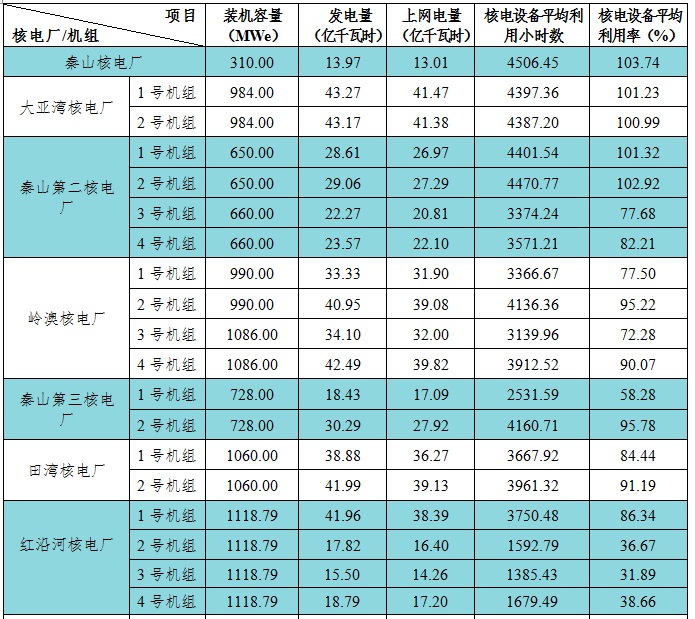 项目 装机容量 发电量 上网电量 核电设备平均利 核电设备平均
核电厂/机组 （MWe） （亿千瓦时） （亿千瓦时） 用小时数 利用率（%）
秦山核电厂 310.00 13.97 13.01 4506.45 103.74
大亚湾核电厂 1号机组 984.00 43.27 41.47 4397.36 101.23
2号机组 984.00 43.17 41.38 4387.20 100.99
秦山第二核电
厂 1号机组 650.00 28.61 26.97 4401.54 101.32
2号机组 650.00 29.06 27.29 4470.77 102.92
3号机组 660.00 22.27 20.81 3374.24 77.68
4号机组 660.00 23.57 22.10 3571.21 82.21
岭澳核电厂 1号机组 990.00 33.33 31.90 3366.67 77.50
2号机组 990.00 40.95 39.08 4136.36 95.22
3号机组 1086.00 34.10 32.00 3139.96 72.28
4号机组 1086.00 42.49 39.82 3912.52 90.07
秦山第三核电
厂 1号机组 728.00 18.43 17.09 2531.59 58.28
2号机组 728.00 30.29 27.92 4160.71 95.78
田湾核电厂 1号机组 1060.00 38.88 36.27 3667.92 84.44
2号机组 1060.00 41.99 39.13 3961.32 91.19
红沿河核电厂 1号机组 1118.79 41.96 38.39 3750.48 86.34
2号机组 1118.79 17.82 16.40 1592.79 36.67
3号机组 1118.79 15.50 14.26 1385.43 31.89
4号机组 1118.79 18.79 17.20 1679.49 38.66